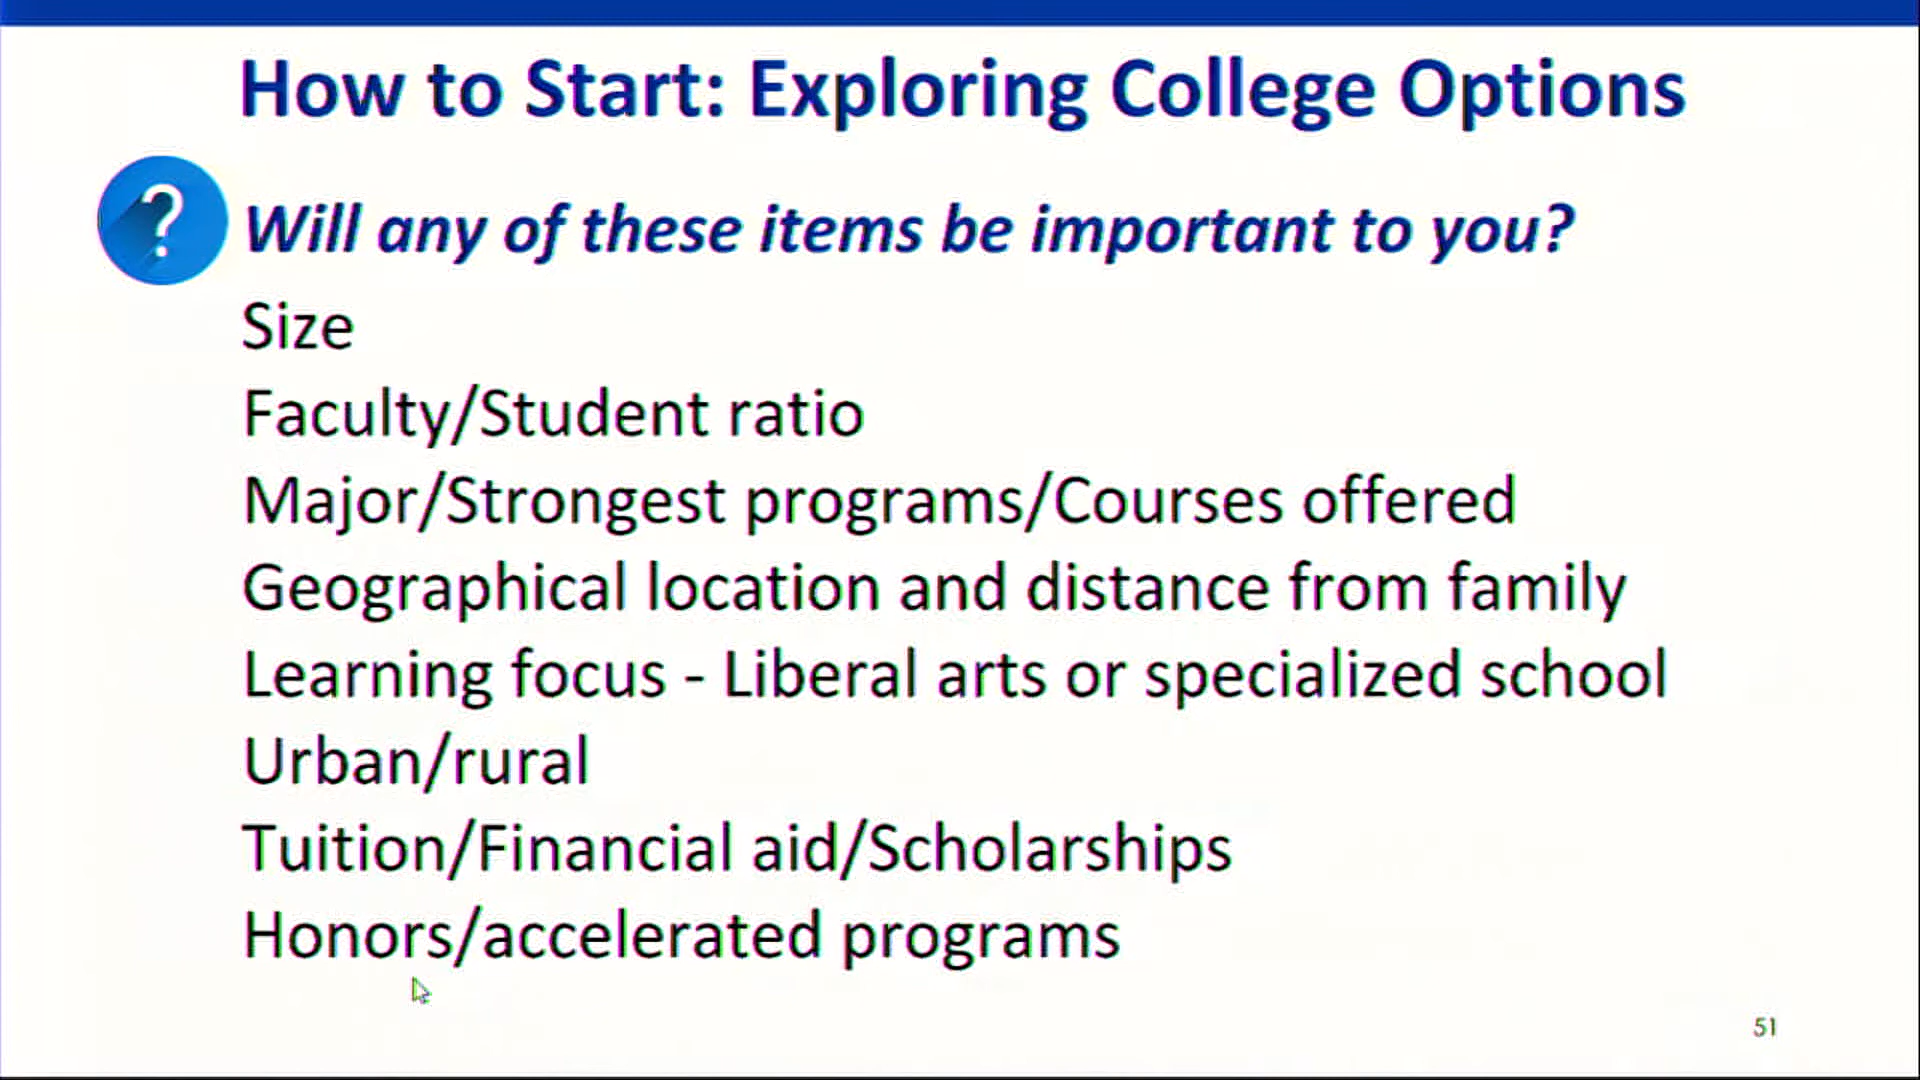 How to Start: Exploring College Options
?
Will any of these items be important to you?
Size
Faculty/Student ratio
Major/Strongest programs/Courses offered
Geographical location and distance from family
Learning focus - Liberal arts or specialized school
Urban/rural
Tuition/Financial aid/Scholarships
Honors/accelerated programs
51